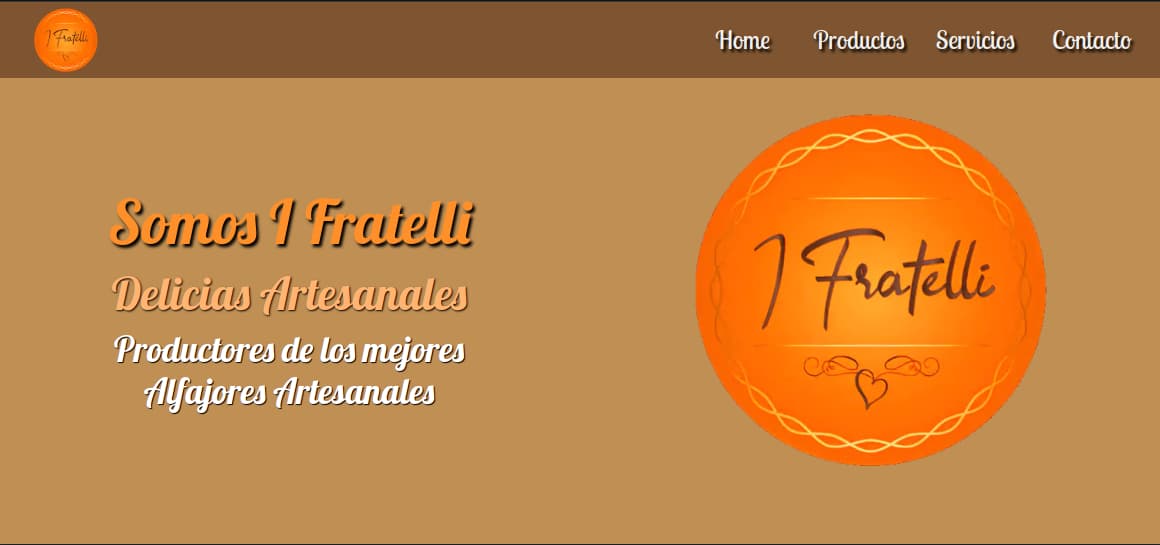 I Fratelli
Home Productos Servicios Contacto
Somos I Fratelli
Delicias Artesanales
Productores de los mejores
Alfajores Artesanales
I Fratelli